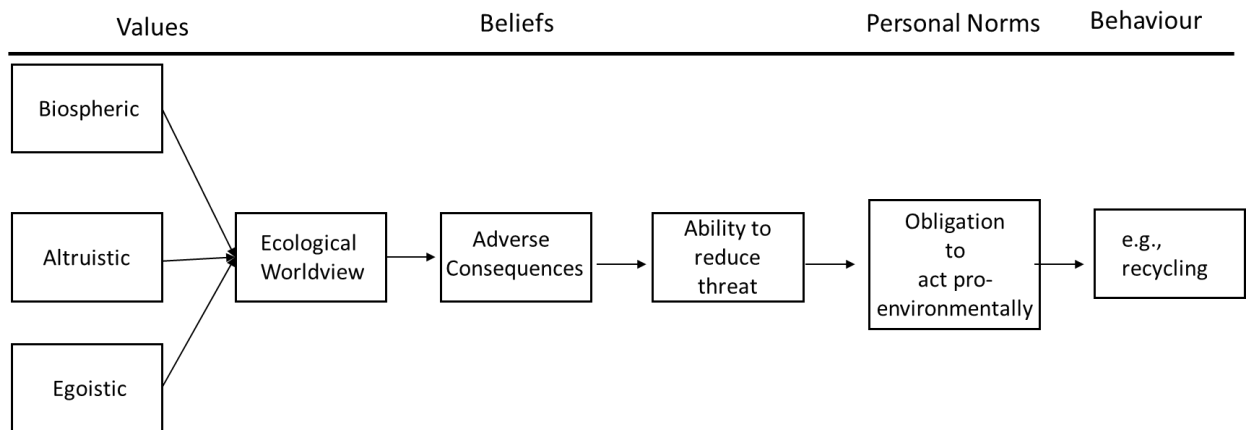 Values
Beliefs
Personal Norms
Behaviour
Biospheric
Altruistic
Egoistic
Ecological
Worldview
Adverse
Consequences
Ability to
reduce
threat
Obligation
to
act pro-
environmentally
e.g.,
recycling